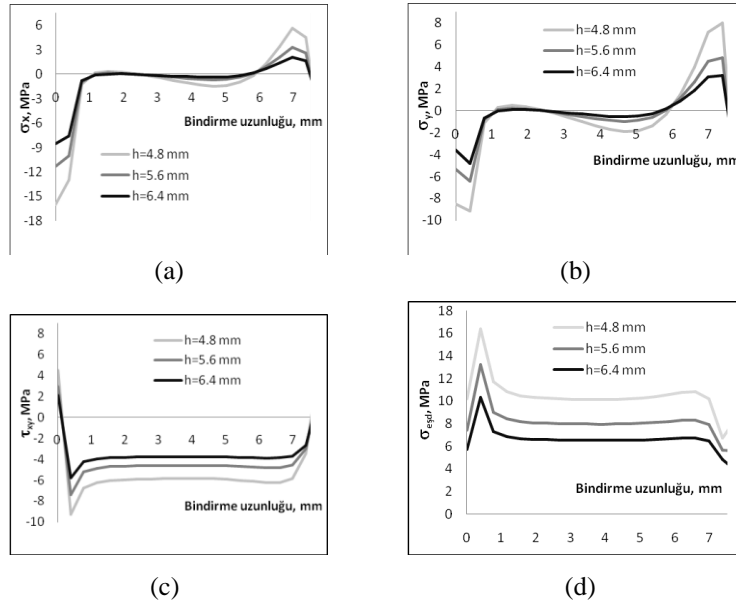 6
3
0
-3
-6
-9
-12
-15
-18
0 1 2 3 4 5 6 7
σx, MPa
Bindirme uzunluğu, mm
h=4.8 mm
h=5.6 mm
h=6.4 mm
(a)
8
6
4
2
0
-2
-4
-6
-8
-10
0 1 2 3 4 5 6 7
σy, MPa
Bindirme uzunluğu, mm
h=4.8 mm
h=5.6 mm
h=6.4 mm
(b)
8
6
4
2
0
-2
-4
-6
-8
-10
0 1 2 3 4 5 6 7
τxy, MPa
Bindirme uzunluğu, mm
h=4.8 mm
h=5.6 mm
h=6.4 mm
(c)
18
16
14
12
10
8
6
4
2
0
0 1 2 3 4 5 6 7
σeşd, MPa
Bindirme uzunluğu, mm
h=4.8 mm
h=5.6 mm
h=6.4 mm
(d)